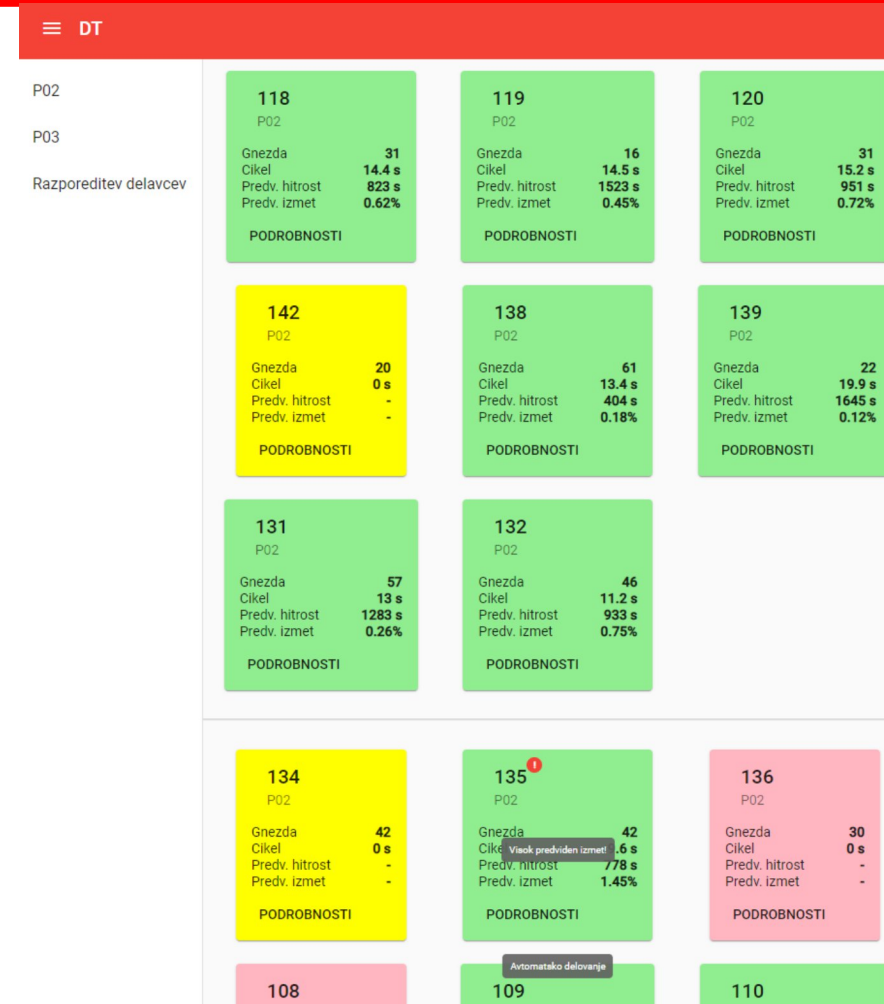 DT
P02
P03
Razporeditev delavcev
118
P02
Gnezda 31
Cikel 14.4 s
Predv. hitrost 823 s
Predv. izmet 0.62%
PODROBNOSTI
119
P02
Gnezda 16
Cikel 14.5 s
Predv. hitrost 1523 s
Predv. izmet 0.45%
PODROBNOSTI
120
P02
Gnezda 31
Cikel 15.2 s
Predv. hitrost 951 s
Predv. izmet 0.72%
PODROBNOSTI
142
P02
Gnezda 20
Cikel 0 s
Predv. hitrost -
Predv. izmet -
PODROBNOSTI
138
P02
Gnezda 61
Cikel 13.4 s
Predv. hitrost 404 s
Predv. izmet 0.18%
PODROBNOSTI
139
P02
Gnezda 22
Cikel 19.9 s
Predv. hitrost 1645 s
Predv. izmet 0.12%
PODROBNOSTI
131
P02
Gnezda 57
Cikel 13 s
Predv. hitrost 1283 s
Predv. izmet 0.26%
PODROBNOSTI
132
P02
Gnezda 46
Cikel 11.2 s
Predv. hitrost 933 s
Predv. izmet 0.75%
PODROBNOSTI
134
P02
Gnezda 42
Cikel 0 s
Predv. hitrost -
Predv. izmet -
PODROBNOSTI
135
P02
Gnezda 42
Visok predviden izmet!
.6 s
Predv. hitrost 778 s
Predv. izmet 1.45%
PODROBNOSTI
136
P02
Gnezda 30
Cikel 0 s
Predv. hitrost -
Predv. izmet -
PODROBNOSTI
108
Avtomatako delovanje
109
110